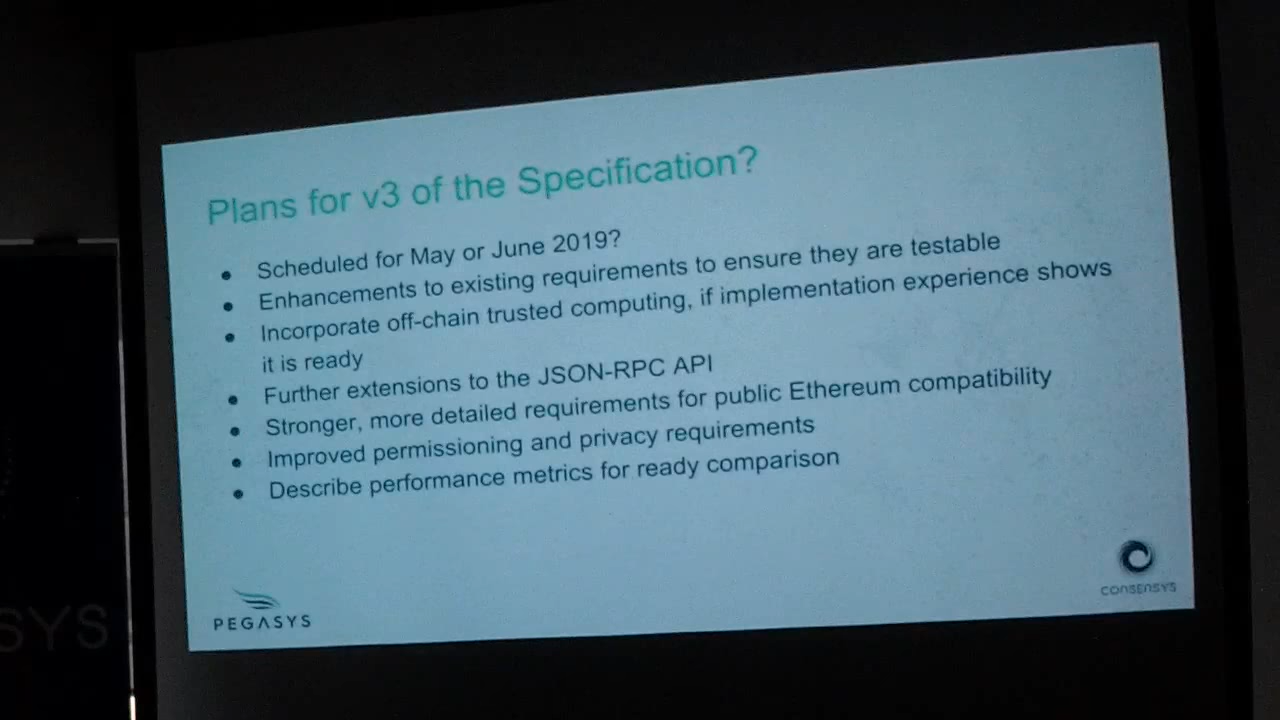 Plans for v3 of the Specification?
● Scheduled for May or June 2019?
● Enhancements to existing requirements to ensure they are testable
● Incorporate off-chain trusted computing, if implementation experience shows
it is ready
● Further extensions to the JSON-RPC API
● Stronger, more detailed requirements for public Ethereum compatibility
● Improved permissioning and privacy requirements
● Describe performance metrics for ready comparison
PEGASYS
CONSENSYS
SYS